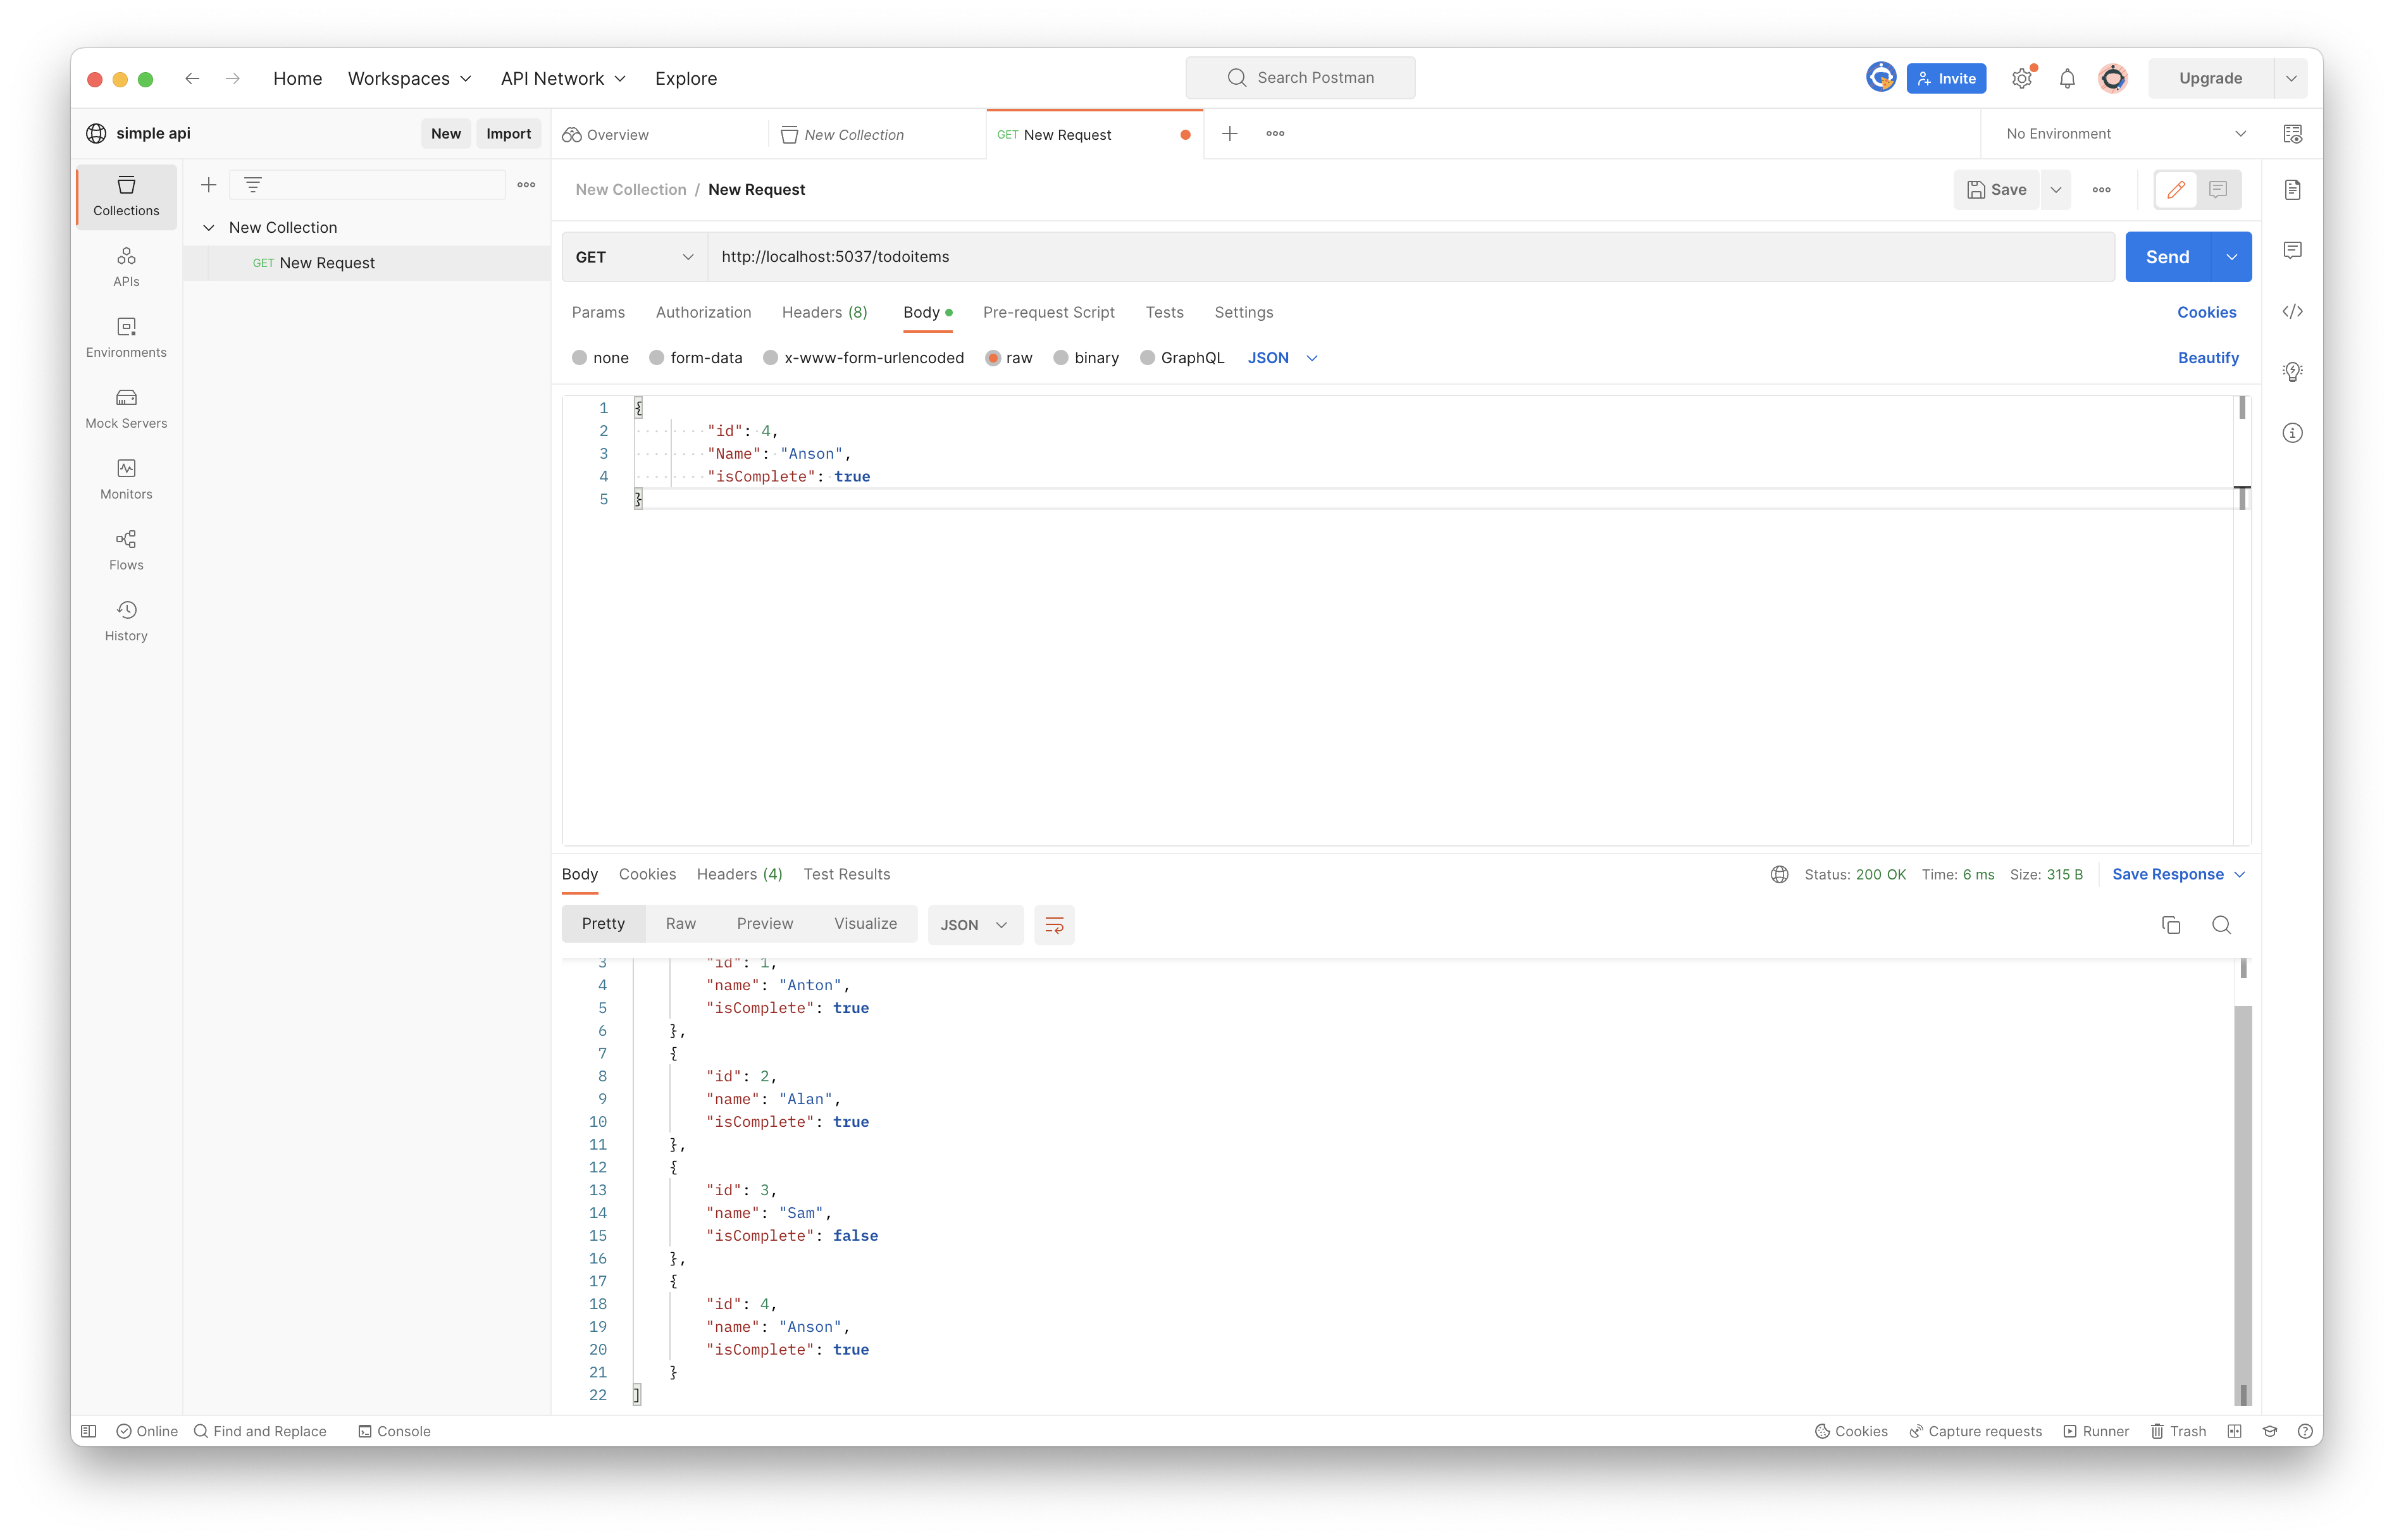 Home Workspaces API Network Explore Search Postman Invite Upgrade
simple api New Import Overview New Collection GET New Request No Environment
Collections
APIs
Environments
Mock Servers
Monitors
Flows
History
New Collection
GET New Request
New Collection / New Request Save
GET http://localhost:5037/todoitems Send
Params Authorization Headers (8) Body Pre-request Script Tests Settings Cookies
none form-data x-www-form-urlencoded raw binary GraphQL JSON Beautify
1 {
2 "id": 4,
3 "Name": "Anson",
4 "isComplete": true
5 }
Body Cookies Headers (4) Test Results Status: 200 OK Time: 6 ms Size: 315 B Save Response
Pretty Raw Preview Visualize JSON
3 "id": 1,
4 "name": "Anton",
5 "isComplete": true
6 },
7 {
8 "id": 2,
9 "name": "Alan",
10 "isComplete": true
11 },
12 {
13 "id": 3,
14 "name": "Sam",
15 "isComplete": false
16 },
17 {
18 "id": 4,
19 "name": "Anson",
20 "isComplete": true
21 }
22 ]
Online Find and Replace Console Cookies Capture requests Runner Trash